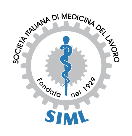 SOCIETÀ ITALIANA DI MEDICINA DEL LAVORO
Fondata nel 1929
SIML